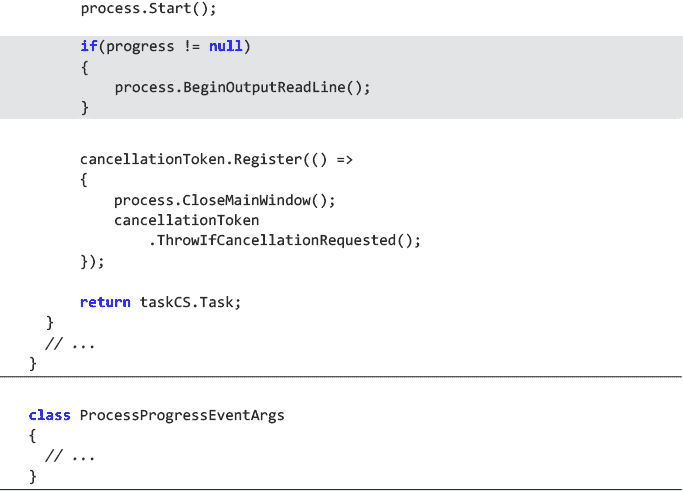 process.Start();
if(progress != null)
{
process.BeginOutputReadLine();
}
cancellationToken.Register(() =>
{
process.CloseMainWindow();
cancellationToken
.ThrowIfCancellationRequested();
});
return taskCS.Task;
}
// ...
}
class ProcessProgressEventArgs
{
// ...
}